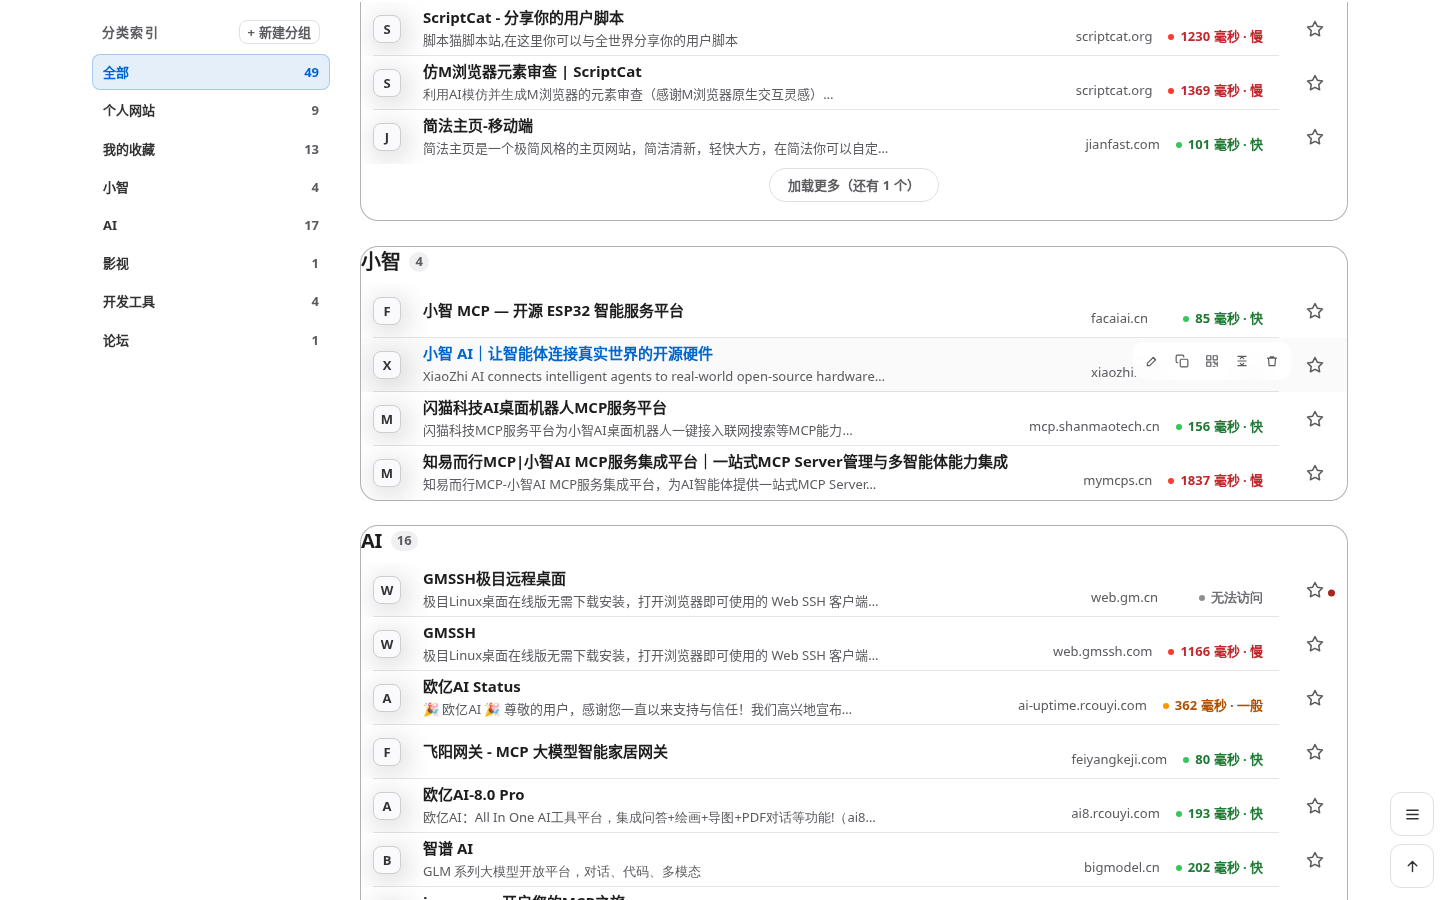 分类索引
+ 新建分组
全部 49
个人网站 9
我的收藏 13
小智 4
AI 17
影视 1
开发工具 4
论坛 1
S
ScriptCat - 分享你的用户脚本
脚本猫脚本站,在这里你可以与全世界分享你的用户脚本
scriptcat.org
1230 毫秒 · 慢
S
仿M浏览器元素审查 | ScriptCat
利用AI模仿并生成M浏览器的元素审查（感谢M浏览器原生交互灵感）...
scriptcat.org
1369 毫秒 · 慢
J
简法主页-移动端
简法主页是一个极简风格的主页网站，简洁清新，轻快大方，在简法你可以自定...
jianfast.com
101 毫秒 · 快
加载更多（还有 1 个）
小智 4
F
小智 MCP — 开源 ESP32 智能服务平台
facaiai.cn
85 毫秒 · 快
X
小智 AI｜让智能体连接真实世界的开源硬件
XiaoZhi AI connects intelligent agents to real-world open-source hardware...
xiaozhi.
M
闪猫科技AI桌面机器人MCP服务平台
闪猫科技MCP服务平台为小智AI桌面机器人一键接入联网搜索等MCP能力...
mcp.shanmaotech.cn
156 毫秒 · 快
M
知易而行MCP|小智AI MCP服务集成平台｜一站式MCP Server管理与多智能体能力集成
知易而行MCP-小智AI MCP服务集成平台，为AI智能体提供一站式MCP Server...
mymcps.cn
1837 毫秒 · 慢
AI 16
W
GMSSH极目远程桌面
极目Linux桌面在线版无需下载安装，打开浏览器即可使用的 Web SSH 客户端...
web.gm.cn
无法访问
W
GMSSH
极目Linux桌面在线版无需下载安装，打开浏览器即可使用的 Web SSH 客户端...
web.gmssh.com
1166 毫秒 · 慢
A
欧亿AI Status
🎉 欧亿AI 🎉 尊敬的用户，感谢您一直以来支持与信任！我们高兴地宣布...
ai-uptime.rcouyi.com
362 毫秒 · 一般
F
飞阳网关 - MCP 大模型智能家居网关
feiyangkeji.com
80 毫秒 · 快
A
欧亿AI-8.0 Pro
欧亿AI：All In One AI工具平台，集成问答+绘画+导图+PDF对话等功能!（ai8...
ai8.rcouyi.com
193 毫秒 · 快
B
智谱 AI
GLM 系列大模型开放平台，对话、代码、多模态
bigmodel.cn
202 毫秒 · 快